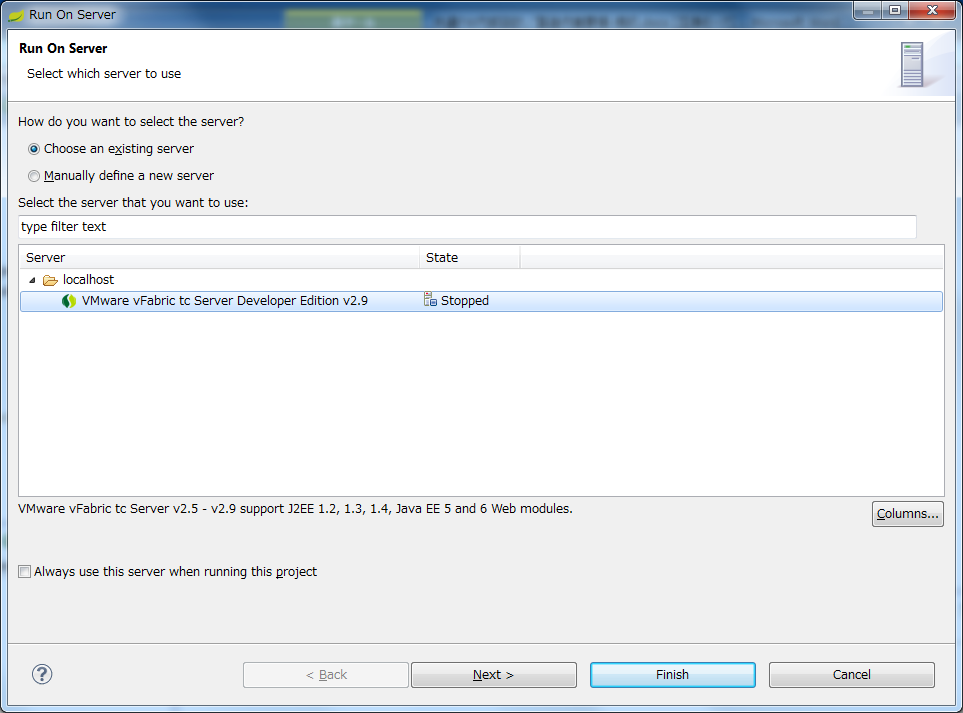 Run On Server
Run On Server
Select which server to use
How do you want to select the server?
Choose an existing server
Manually define a new server
Select the server that you want to use:
type filter text
Server State
localhost
VMware vFabric tc Server Developer Edition v2.9 Stopped
VMware vFabric tc Server v2.5 - v2.9 support J2EE 1.2, 1.3, 1.4, Java EE 5 and 6 Web modules.
Columns...
Always use this server when running this project
< Back Next > Finish Cancel